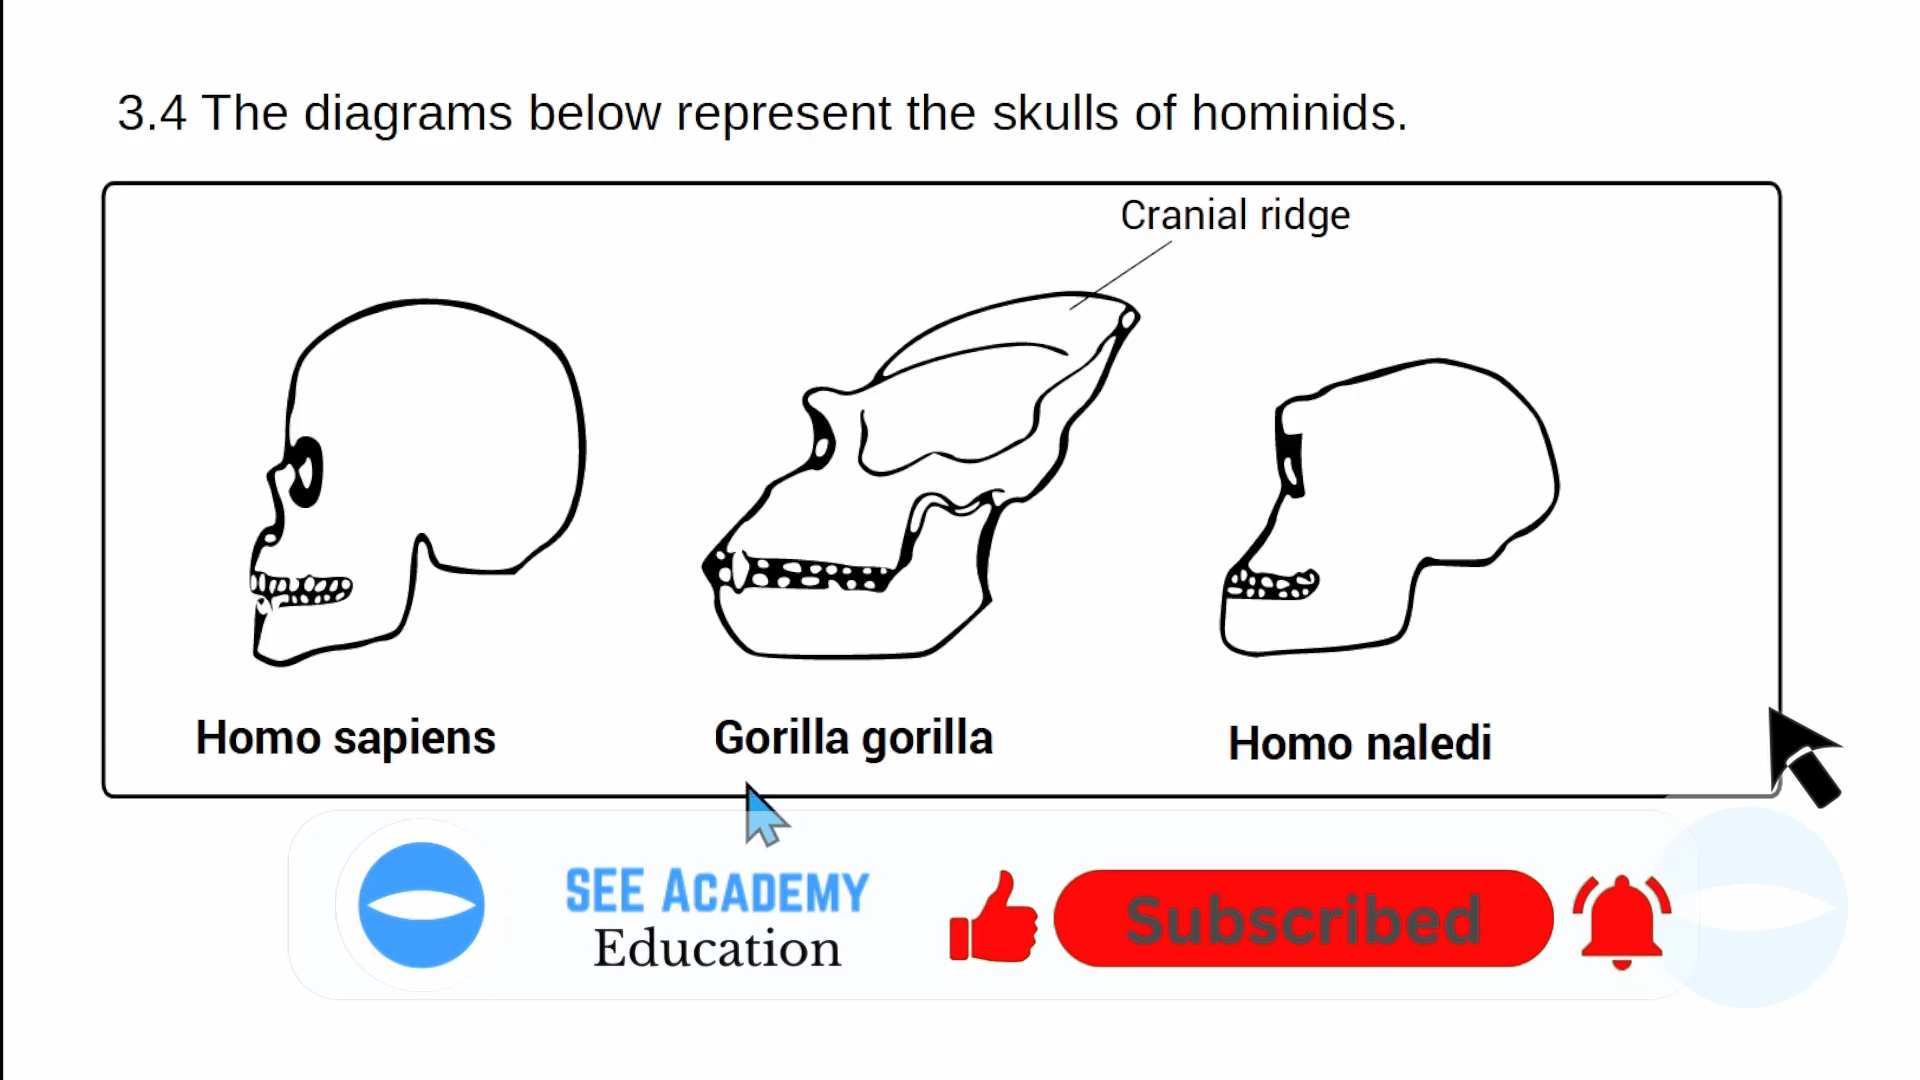 3.4 The diagrams below represent the skulls of hominids.
Cranial ridge
Homo sapiens
Gorilla gorilla
Homo naledi
SEE ACADEMY
Education
Subscribed